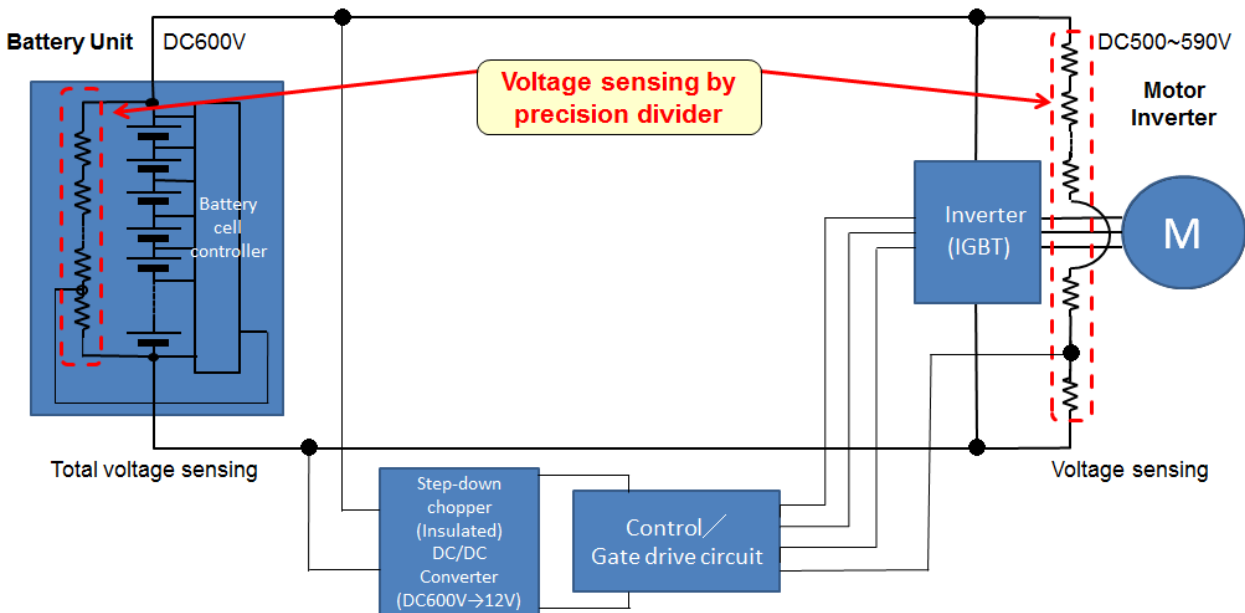 Battery Unit DC600V
Voltage sensing by
precision divider
DC500~590V
Motor
Inverter
Battery
cell
controller
Inverter
(IGBT)
M
Total voltage sensing
Voltage sensing
Step-down
chopper
(Insulated)
DC/DC
Converter
(DC600V→12V)
Control／
Gate drive circuit